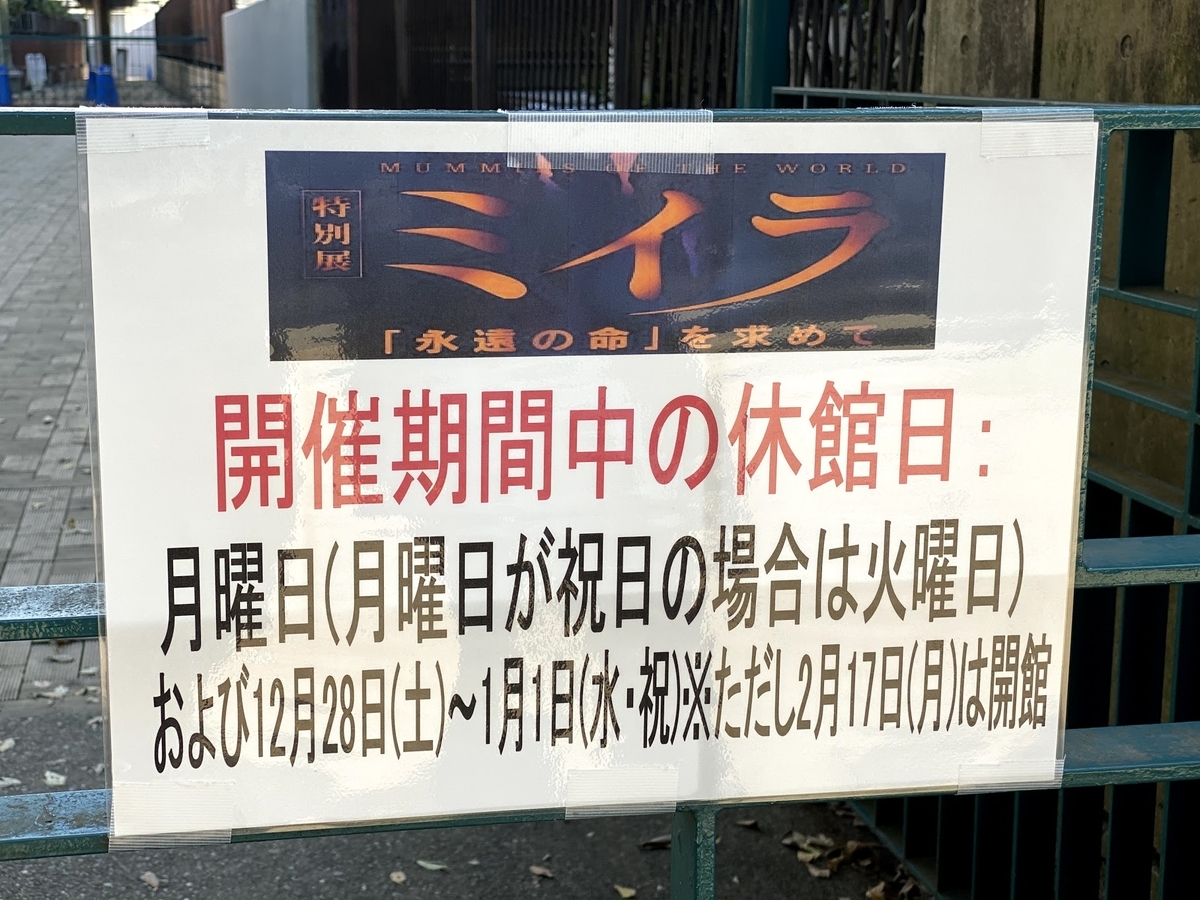 MUMMIES OF THE WORLD
特別展
ミイラ
「永遠の命」を求めて
開催期間中の休館日:
月曜日(月曜日が祝日の場合は火曜日)
および12月28日(土)~1月1日(水・祝)※ただし2月17日(月)は開館